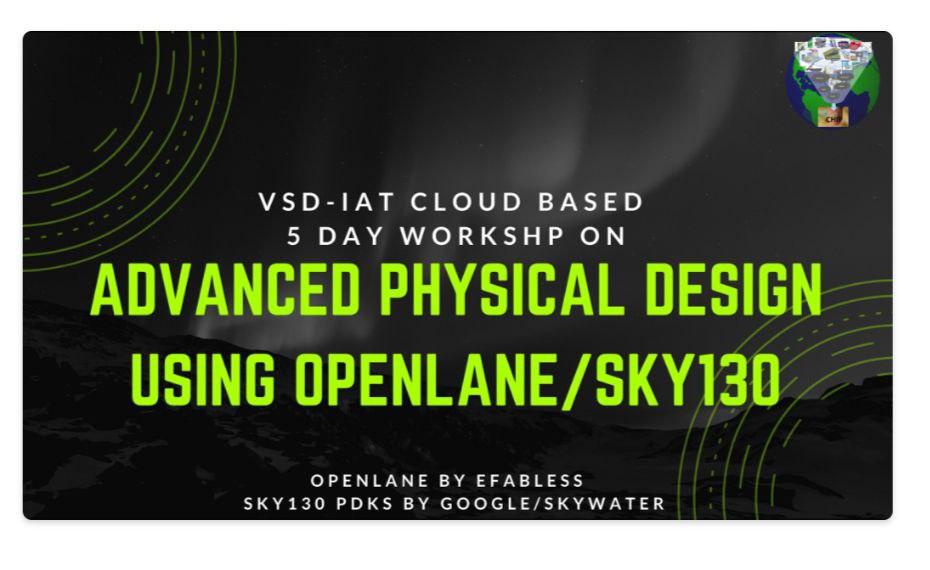 CHIP
VSD-IAT CLOUD BASED
5 DAY WORKSHP ON
ADVANCED PHYSICAL DESIGN
USING OPENLANE/SKY130
OPENLANE BY EFABLESS
SKY130 PDKS BY GOOGLE/SKYWATER